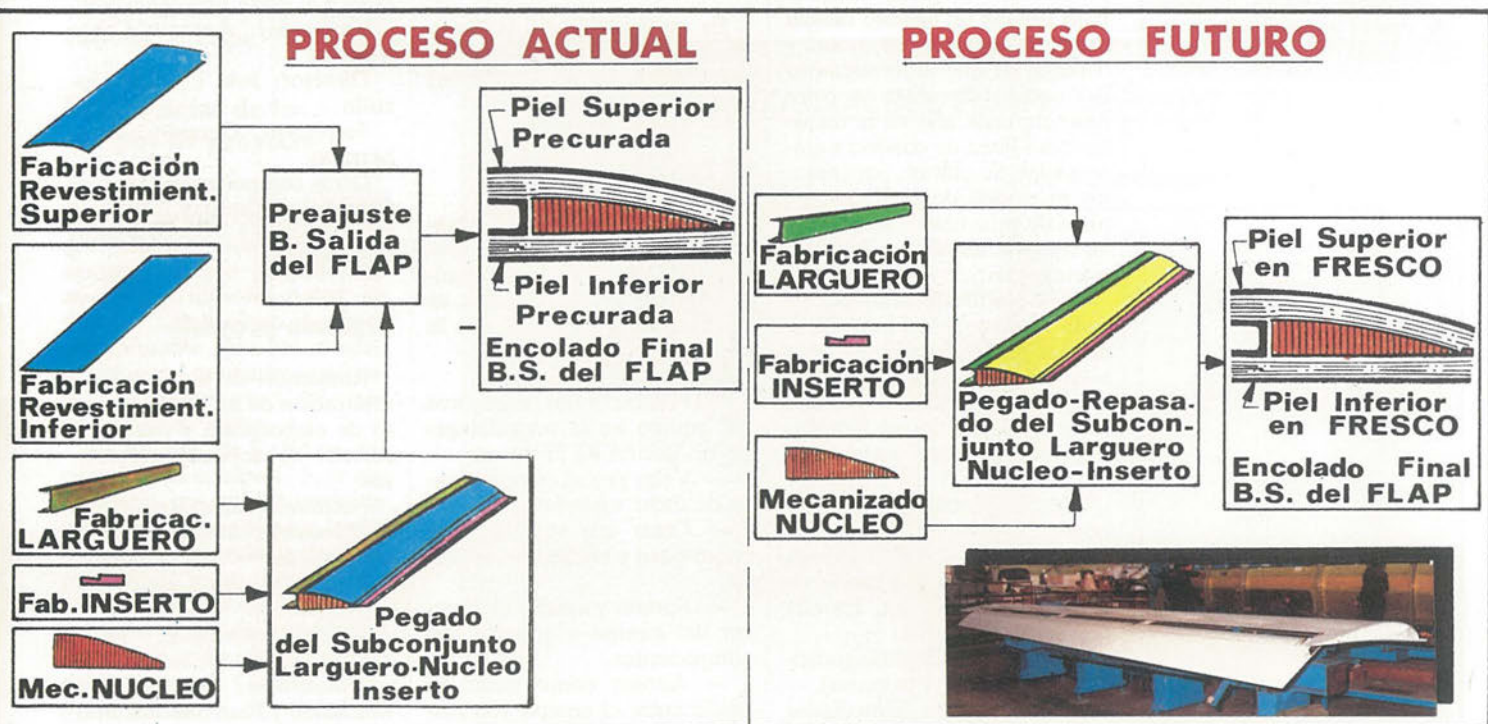 PROCESO ACTUAL
Fabricación
Revestimient.
Superior
Fabricación
Revestimient.
Inferior
Fabricac.
LARGUERO
Fab. INSERTO
Mec. NUCLEO
Preajuste
B. Salida
del FLAP
Pegado
del Subconjunto
Larguero-Nucleo
Inserto
Piel Superior
Precurada
Piel Inferior
Precurada
Encolado Final
B.S. del FLAP
PROCESO FUTURO
Fabricación
LARGUERO
Fabricación
INSERTO
Mecanizado
NUCLEO
Pegado-Repasa.
do del Subcon-
junto Larguero
Nucleo-Inserto
Piel Superior
en FRESCO
Piel Inferior
en FRESCO
Encolado Final
B.S. del FLAP